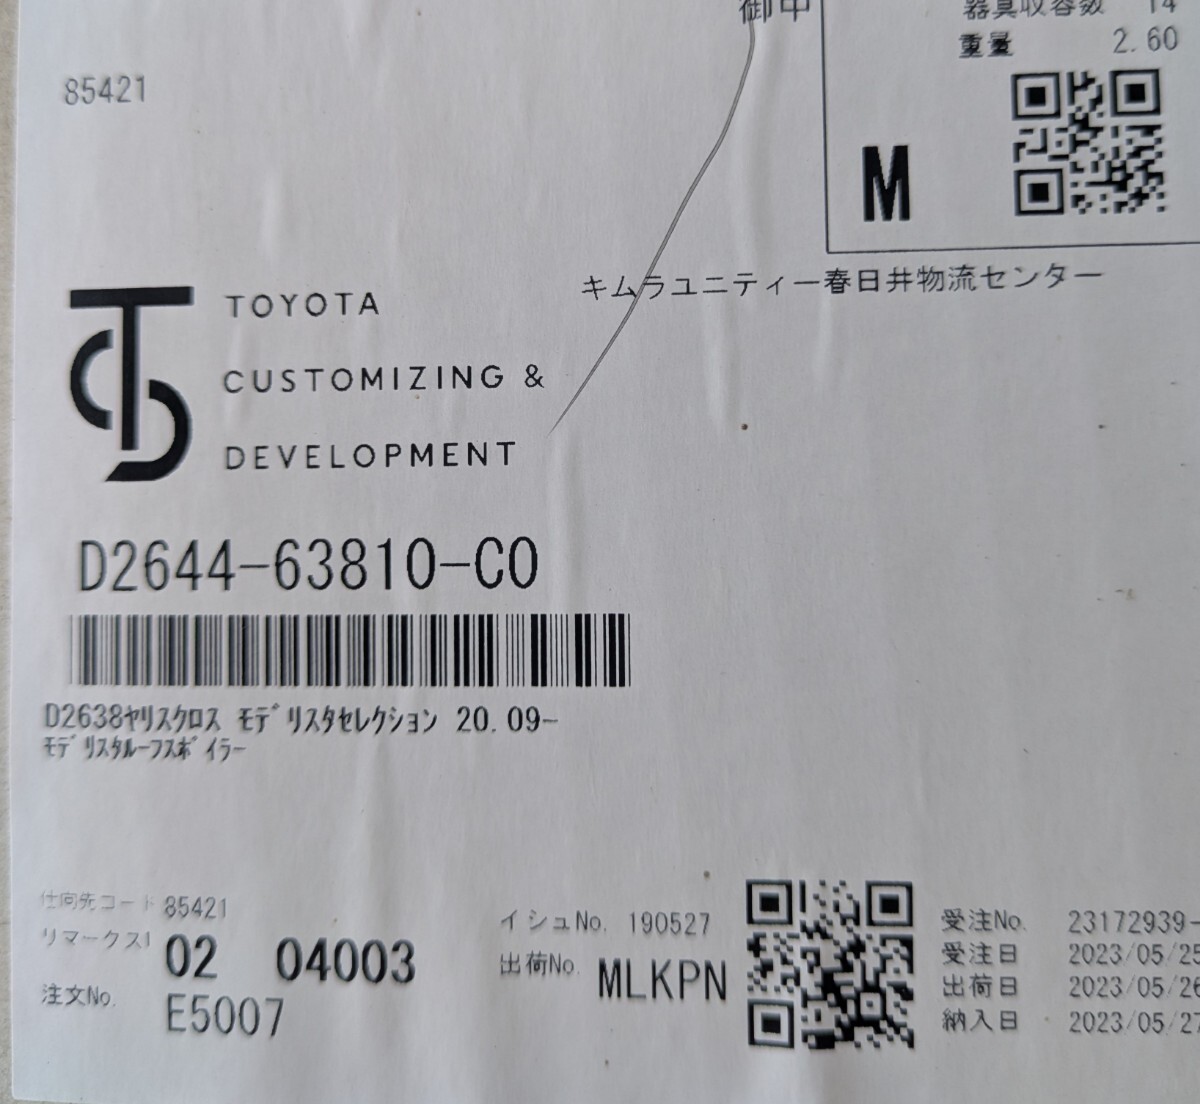 御中
器具収容数 14
重量 2.60
85421
M
キムラユニティー春日井物流センター
TOYOTA
CUSTOMIZING &
DEVELOPMENT
D2644-63810-C0
D2638ﾔﾘｽｸﾛｽ ﾓﾃﾞﾘｽﾀｾﾚｸｼｮﾝ 20.09-
ﾓﾃﾞﾘｽﾀﾙｰﾌｽﾎﾟｲﾗｰ
仕向先コード 85421
リマークス1 02 04003
注文No. E5007
イシュNo. 190527
出荷No. MLKPN
受注No. 23172939-
受注日 2023/05/25
出荷日 2023/05/26
納入日 2023/05/27